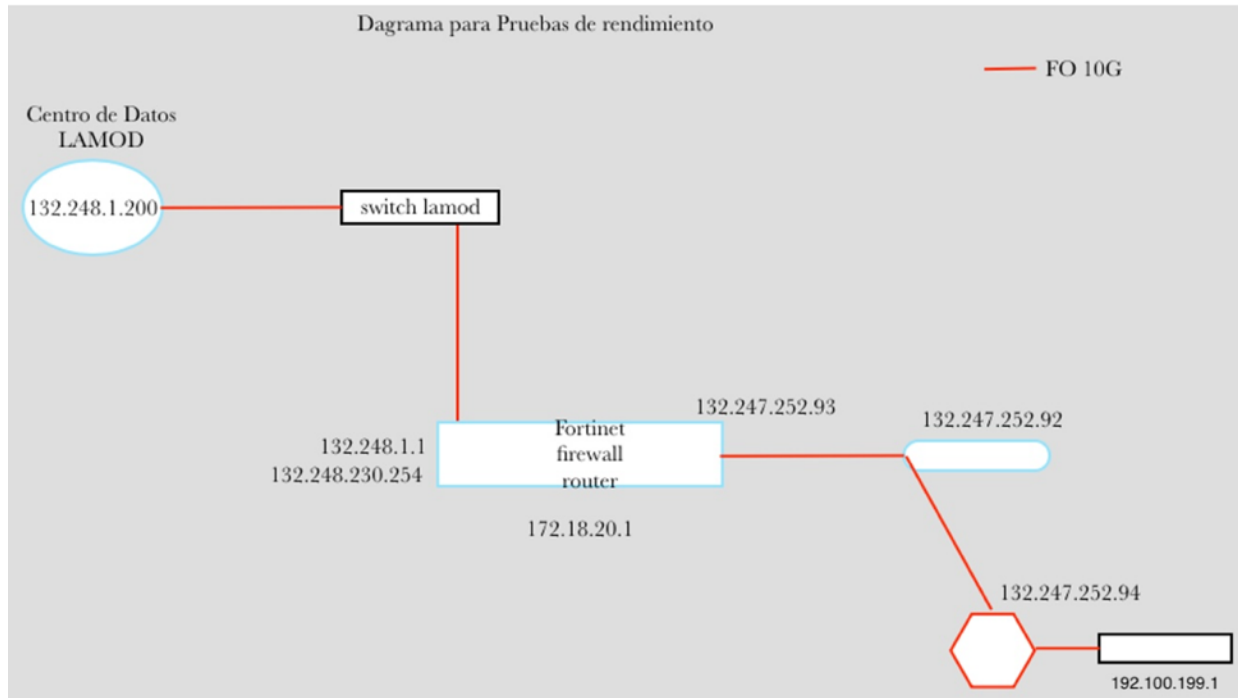 Dagrama para Pruebas de rendimiento
FO 10G
Centro de Datos
LAMOD
132.248.1.200
switch lamod
132.247.252.93
132.247.252.92
Fortinet
firewall
router
132.248.1.1
132.248.230.254
172.18.20.1
132.247.252.94
192.100.199.1